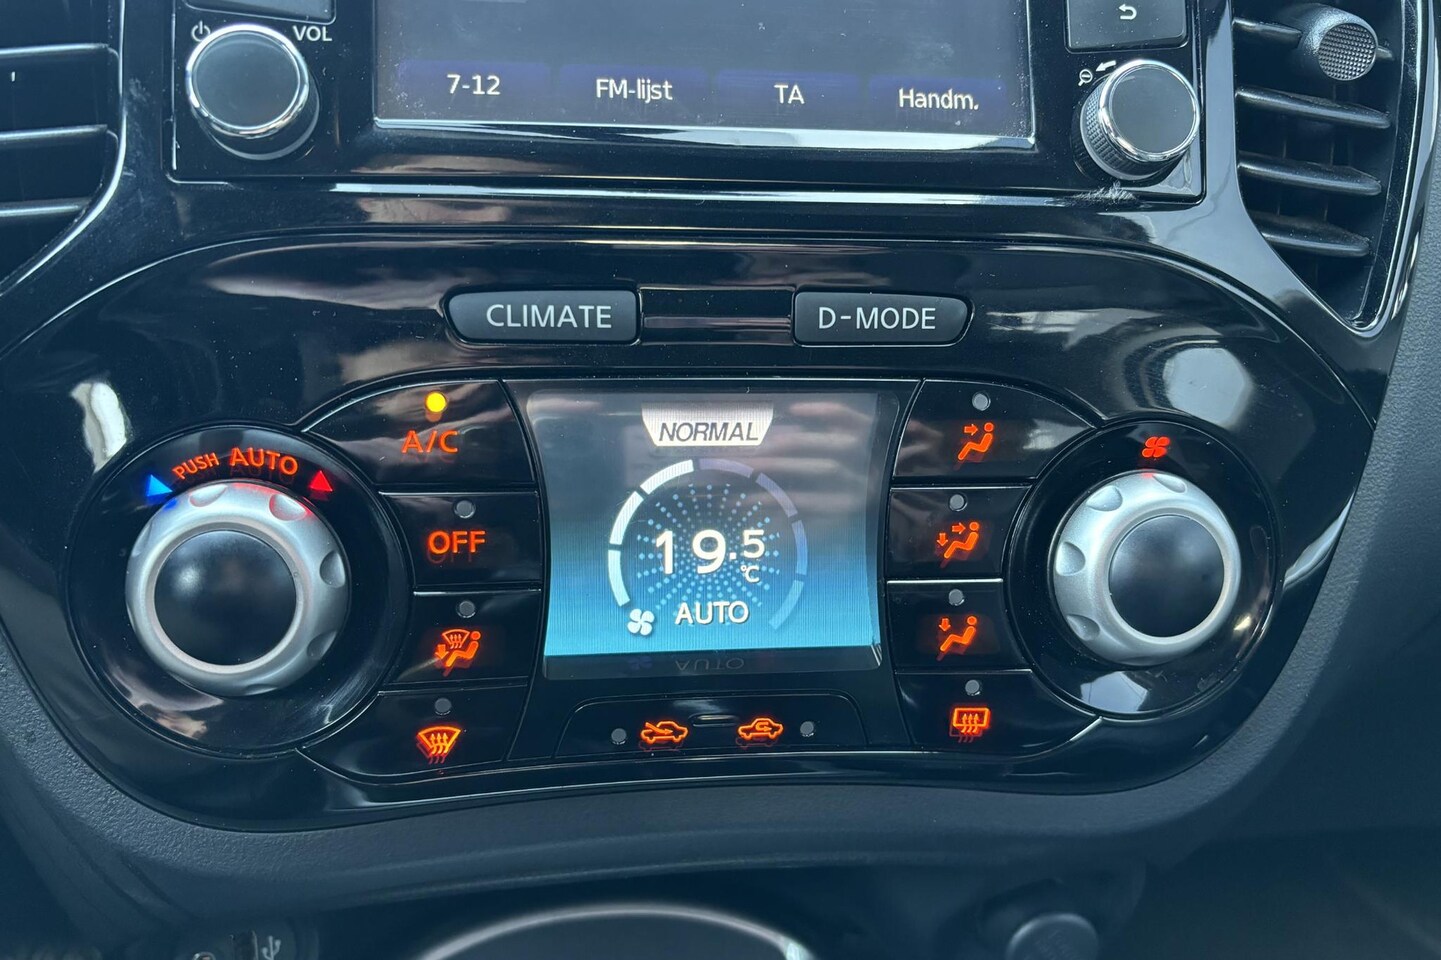 VOL
7-12 FM-lijst TA Handm.
CLIMATE D-MODE
A/C
NORMAL
PUSH AUTO
OFF
19.5 °C
AUTO